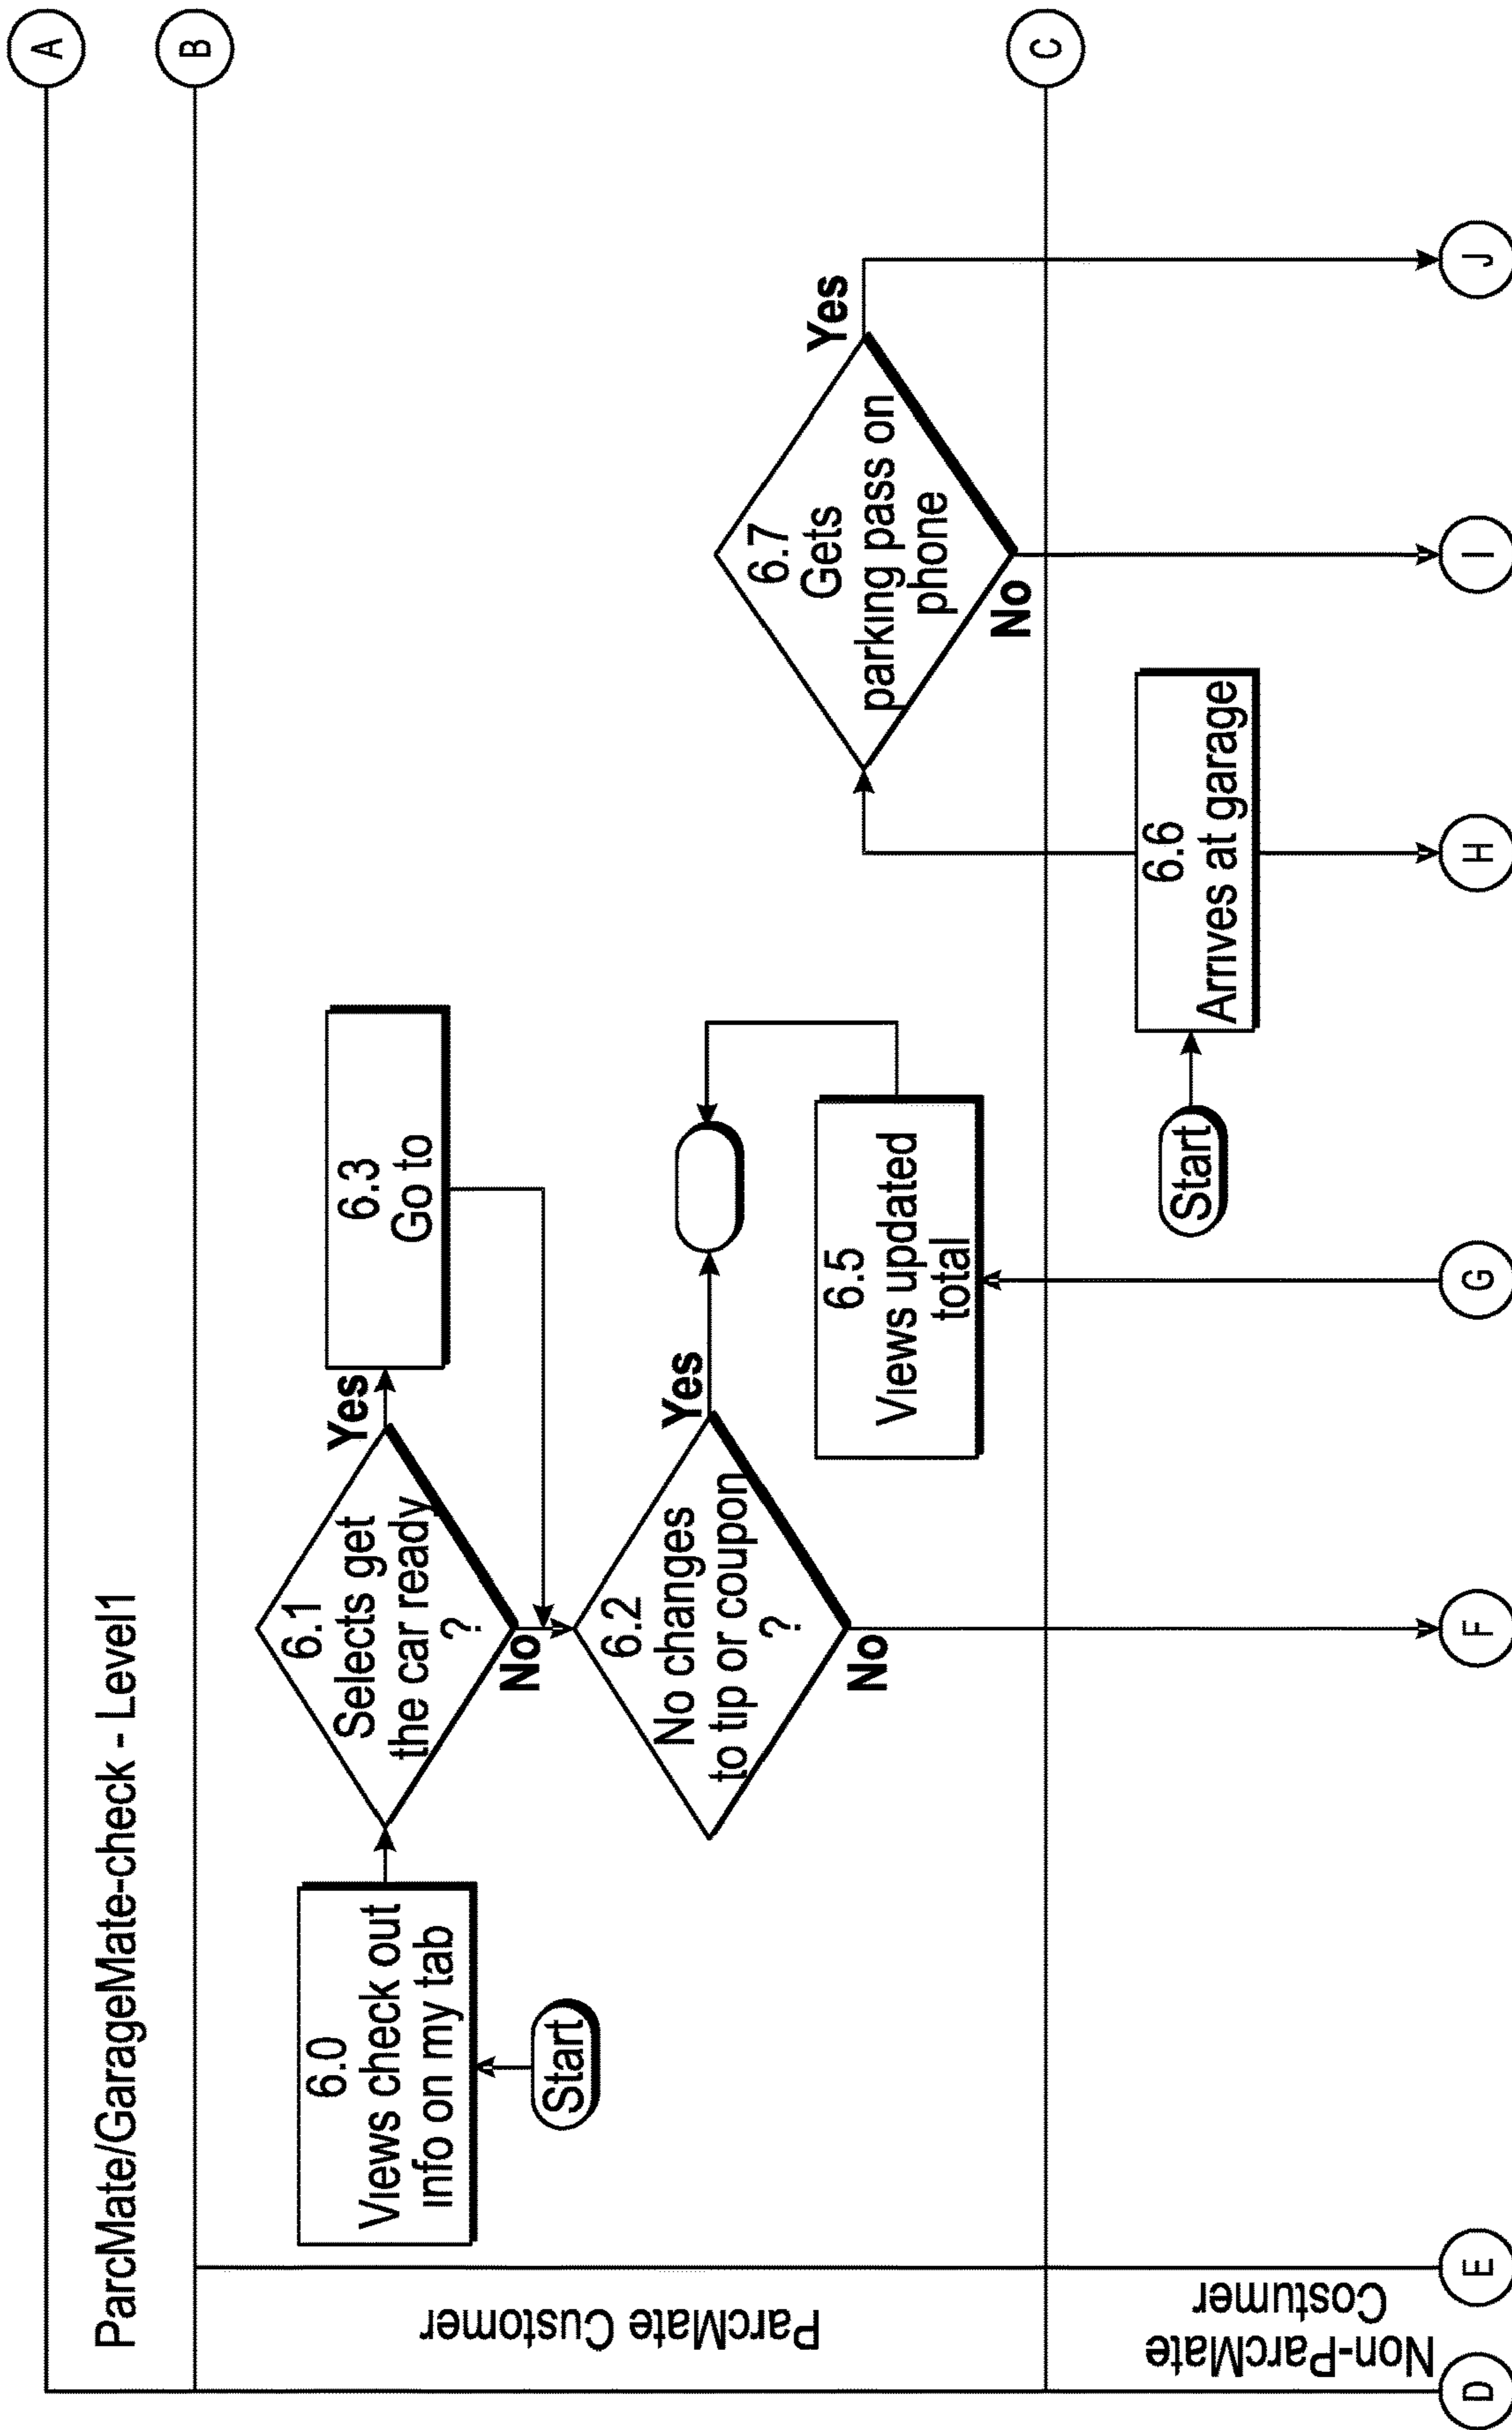 ParcMate/GarageMate-check - Level1
A
B
C
ParcMate Customer
6.0
Views check out
info on my tab
Start
6.1
Selects get
the car ready
?
Yes
No
6.3
Go to
6.2
No changes
to tip or coupon
?
Yes
No
6.5
Views updated
total
6.7
Gets
parking pass on
phone
Yes
No
Non-ParcMate
Costumer
Start
6.6
Arrives at garage
D
E
F
G
H
I
J